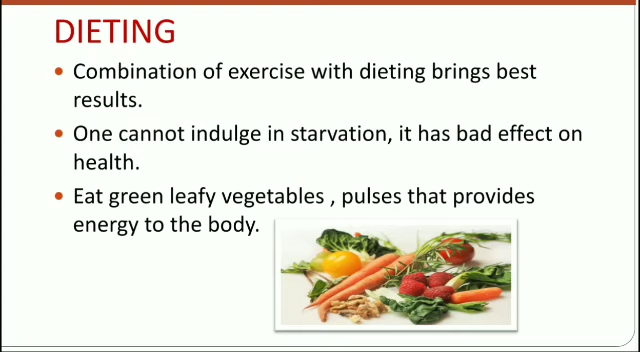 DIETING
• Combination of exercise with dieting brings best
results.
• One cannot indulge in starvation, it has bad effect on
health.
• Eat green leafy vegetables , pulses that provides
energy to the body.